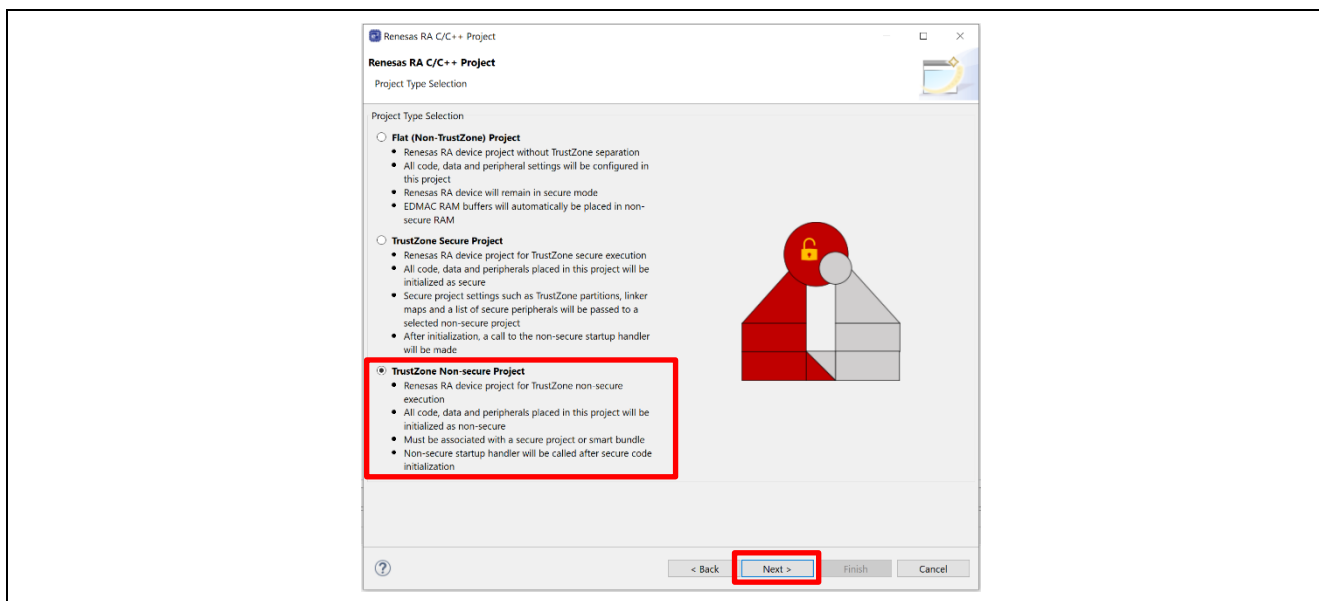 Renesas RA C/C++ Project
Renesas RA C/C++ Project
Project Type Selection
Project Type Selection
Flat (Non-TrustZone) Project
• Renesas RA device project without TrustZone separation
• All code, data and peripheral settings will be configured in
this project
• Renesas RA device will remain in secure mode
• EDMAC RAM buffers will automatically be placed in non-
secure RAM
TrustZone Secure Project
• Renesas RA device project for TrustZone secure execution
• All code, data and peripherals placed in this project will be
initialized as secure
• Secure project settings such as TrustZone partitions, linker
maps and a list of secure peripherals will be passed to a
selected non-secure project
• After initialization, a call to the non-secure startup handler
will be made
TrustZone Non-secure Project
• Renesas RA device project for TrustZone non-secure
execution
• All code, data and peripherals placed in this project will be
initialized as non-secure
• Must be associated with a secure project or smart bundle
• Non-secure startup handler will be called after secure code
initialization
? < Back Next > Finish Cancel